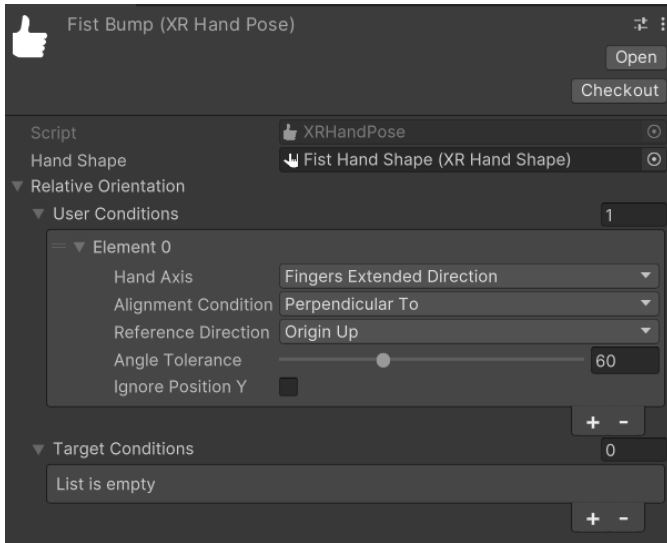 Fist Bump (XR Hand Pose)
Open
Checkout
Script XRHandPose
Hand Shape Fist Hand Shape (XR Hand Shape)
Relative Orientation
User Conditions 1
Element 0
Hand Axis Fingers Extended Direction
Alignment Condition Perpendicular To
Reference Direction Origin Up
Angle Tolerance 60
Ignore Position Y
+ -
Target Conditions 0
List is empty
+ -